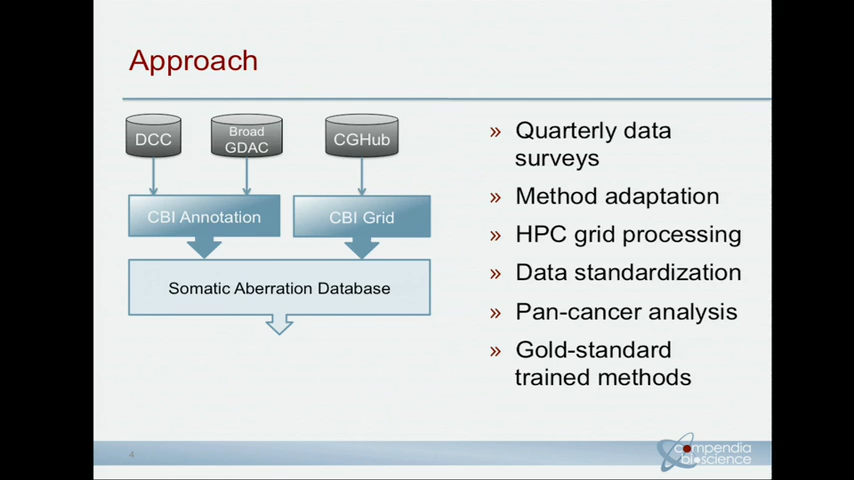 Approach
DCC
Broad
GDAC
CGHub
CBI Annotation
CBI Grid
Somatic Aberration Database
» Quarterly data
surveys
» Method adaptation
» HPC grid processing
» Data standardization
» Pan-cancer analysis
» Gold-standard
trained methods
4
compendia
bioscience